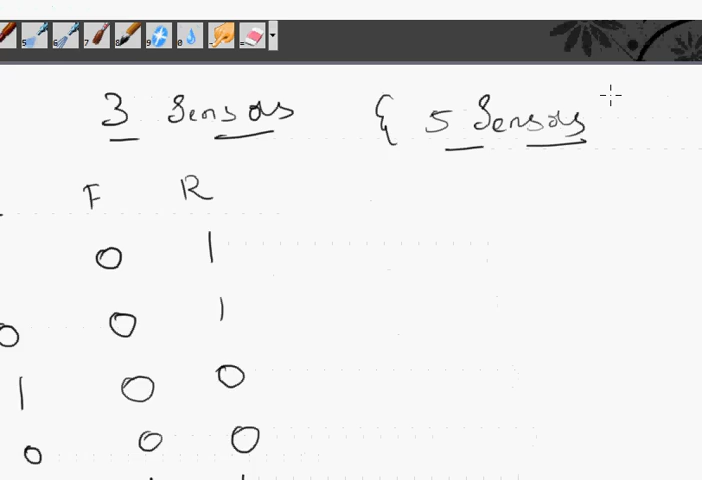 3 Sensors { 5 Sensors
F R
0 1
0 0 1
1 0 0
0 0 0